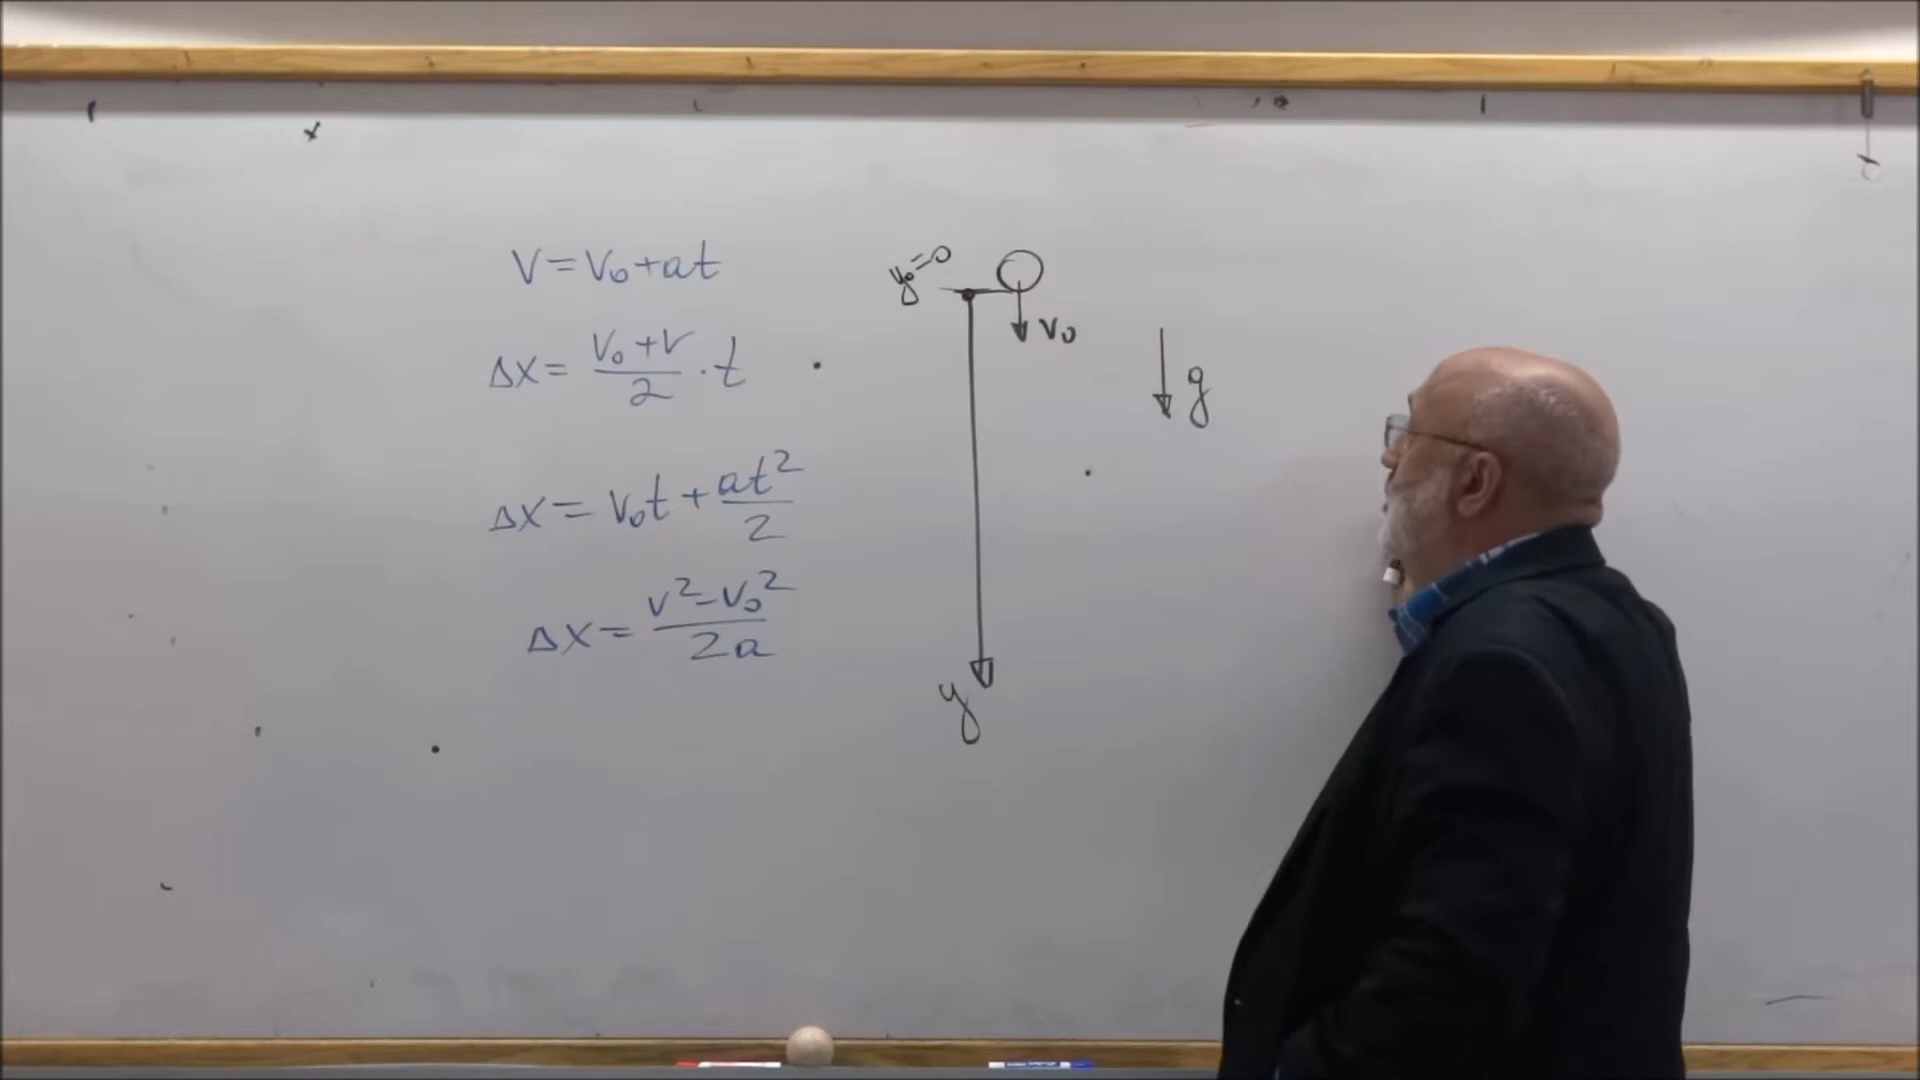 V = V₀ + at
Δx = (V₀ + V)/2 · t
Δx = V₀t + at²/2
Δx = (V² − V₀²)/2a
y₀ = 0
V₀
g
y